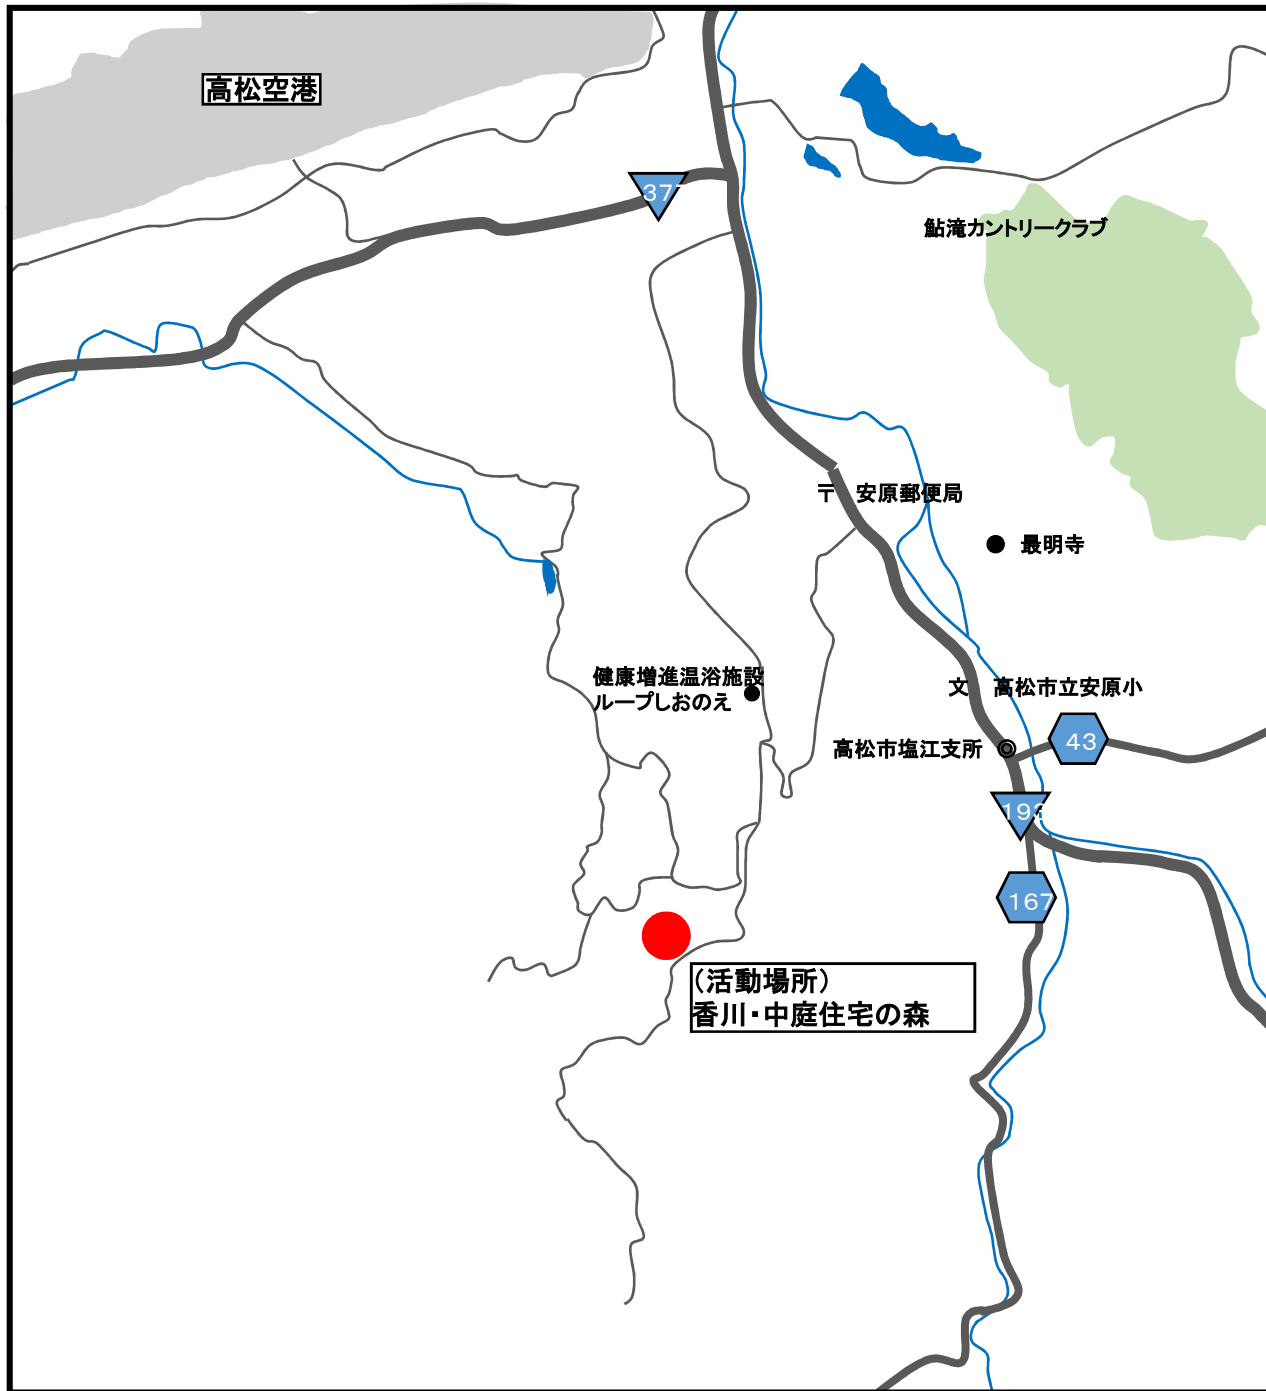 高松空港
37
鮎滝カントリークラブ
〒 安原郵便局
最明寺
健康増進温浴施設
ループしおのえ
文 高松市立安原小
高松市塩江支所
43
193
167
(活動場所)
香川・中庭住宅の森